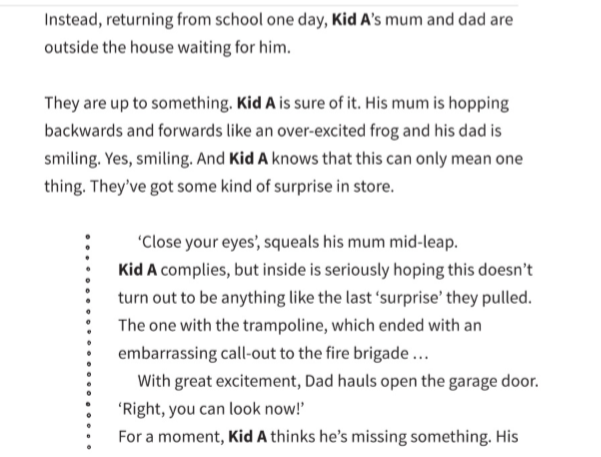 Instead, returning from school one day, Kid A's mum and dad are
outside the house waiting for him.
They are up to something. Kid A is sure of it. His mum is hopping
backwards and forwards like an over-excited frog and his dad is
smiling. Yes, smiling. And Kid A knows that this can only mean one
thing. They’ve got some kind of surprise in store.
‘Close your eyes’, squeals his mum mid-leap.
Kid A complies, but inside is seriously hoping this doesn’t
turn out to be anything like the last ‘surprise’ they pulled.
The one with the trampoline, which ended with an
embarrassing call-out to the fire brigade …
With great excitement, Dad hauls open the garage door.
‘Right, you can look now!’
For a moment, Kid A thinks he’s missing something. His